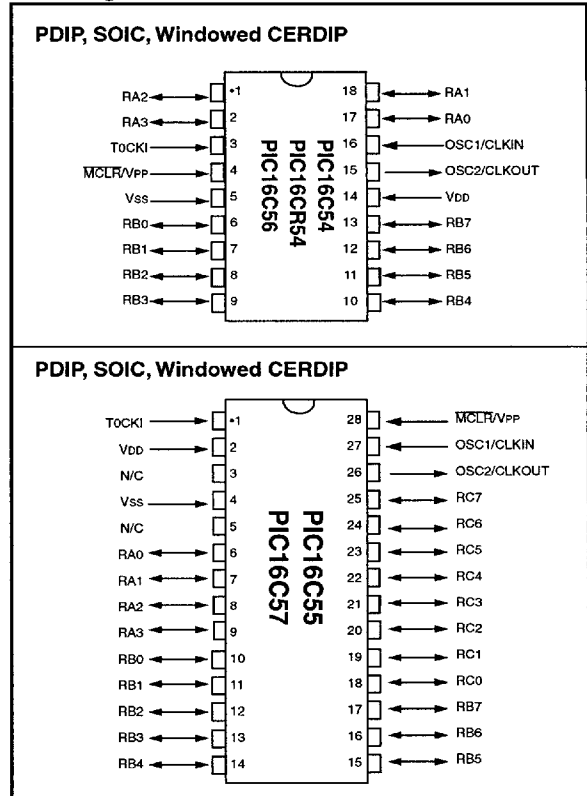 PDIP, SOIC, Windowed CERDIP
RA2 •1 18 RA1
RA3 2 17 RA0
T0CKI 3 16 OSC1/CLKIN
MCLR/VPP 4 15 OSC2/CLKOUT
VSS 5 14 VDD
RB0 6 13 RB7
RB1 7 12 RB6
RB2 8 11 RB5
RB3 9 10 RB4
PIC16C54
PIC16CR54
PIC16C56
PDIP, SOIC, Windowed CERDIP
T0CKI •1 28 MCLR/VPP
VDD 2 27 OSC1/CLKIN
N/C 3 26 OSC2/CLKOUT
VSS 4 25 RC7
N/C 5 24 RC6
RA0 6 23 RC5
RA1 7 22 RC4
RA2 8 21 RC3
RA3 9 20 RC2
RB0 10 19 RC1
RB1 11 18 RC0
RB2 12 17 RB7
RB3 13 16 RB6
RB4 14 15 RB5
PIC16C55
PIC16C57